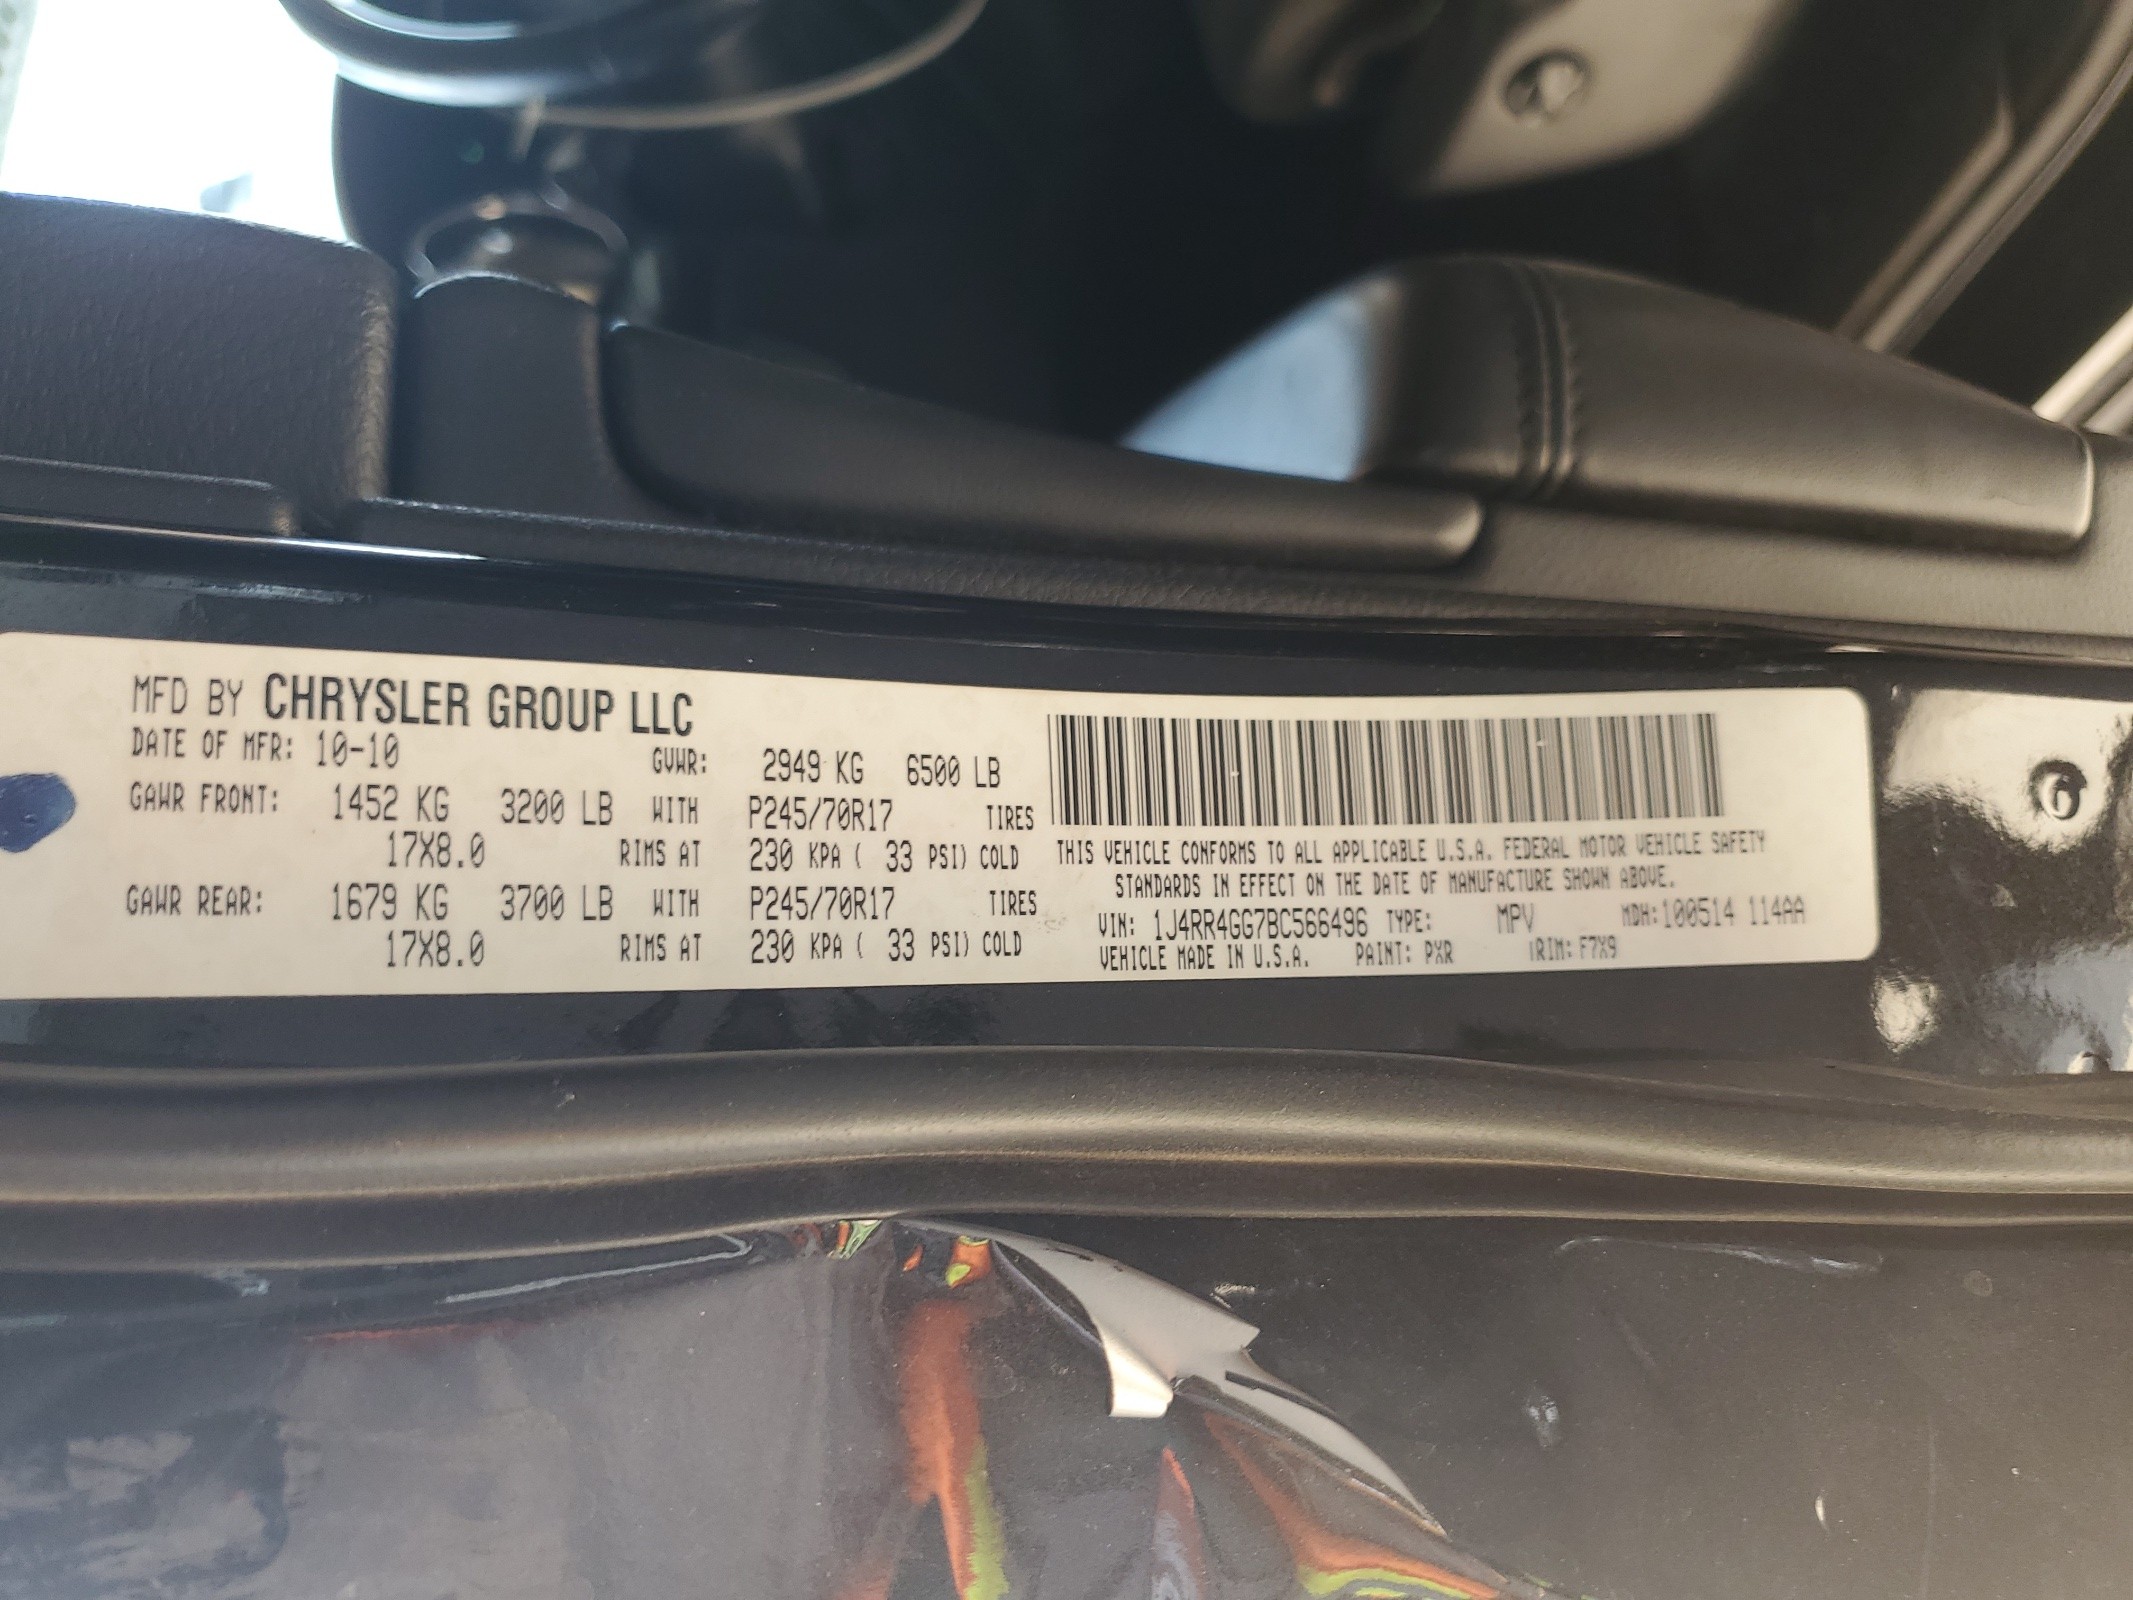 MFD BY CHRYSLER GROUP LLC
DATE OF MFR: 10-10 GVWR: 2949 KG 6500 LB
GAWR FRONT: 1452 KG 3200 LB WITH P245/70R17 TIRES
17X8.0 RIMS AT 230 KPA ( 33 PSI) COLD
GAWR REAR: 1679 KG 3700 LB WITH P245/70R17 TIRES
17X8.0 RIMS AT 230 KPA ( 33 PSI) COLD
THIS VEHICLE CONFORMS TO ALL APPLICABLE U.S.A. FEDERAL MOTOR VEHICLE SAFETY
STANDARDS IN EFFECT ON THE DATE OF MANUFACTURE SHOWN ABOVE.
VIN: 1J4RR4GG7BC566496 TYPE: MPV MDH:100514 114AA
VEHICLE MADE IN U.S.A. PAINT: PXR TRIM: F7X9